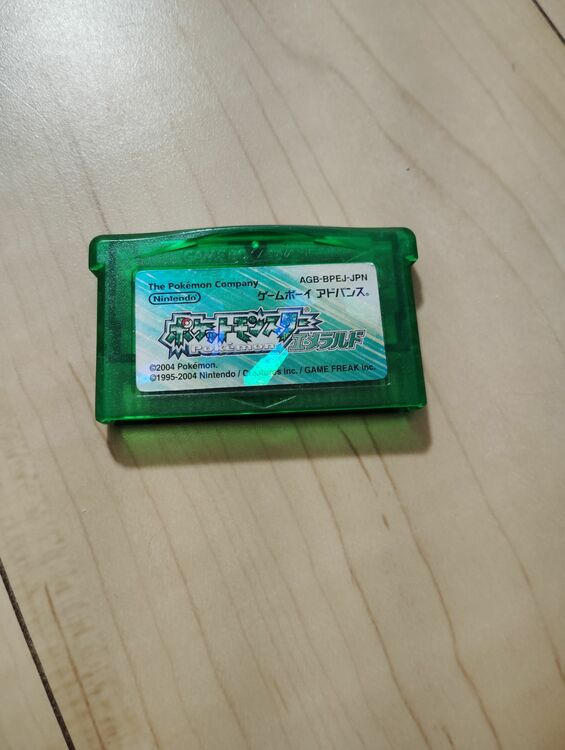 GAME BOY
The Pokémon Company
AGB-BPEJ-JPN
Nintendo
ゲームボーイ アドバンス®
ポケットモンスター
Pokémon
エメラルド
©2004 Pokémon.
©1995-2004 Nintendo / Creatures inc. / GAME FREAK inc.